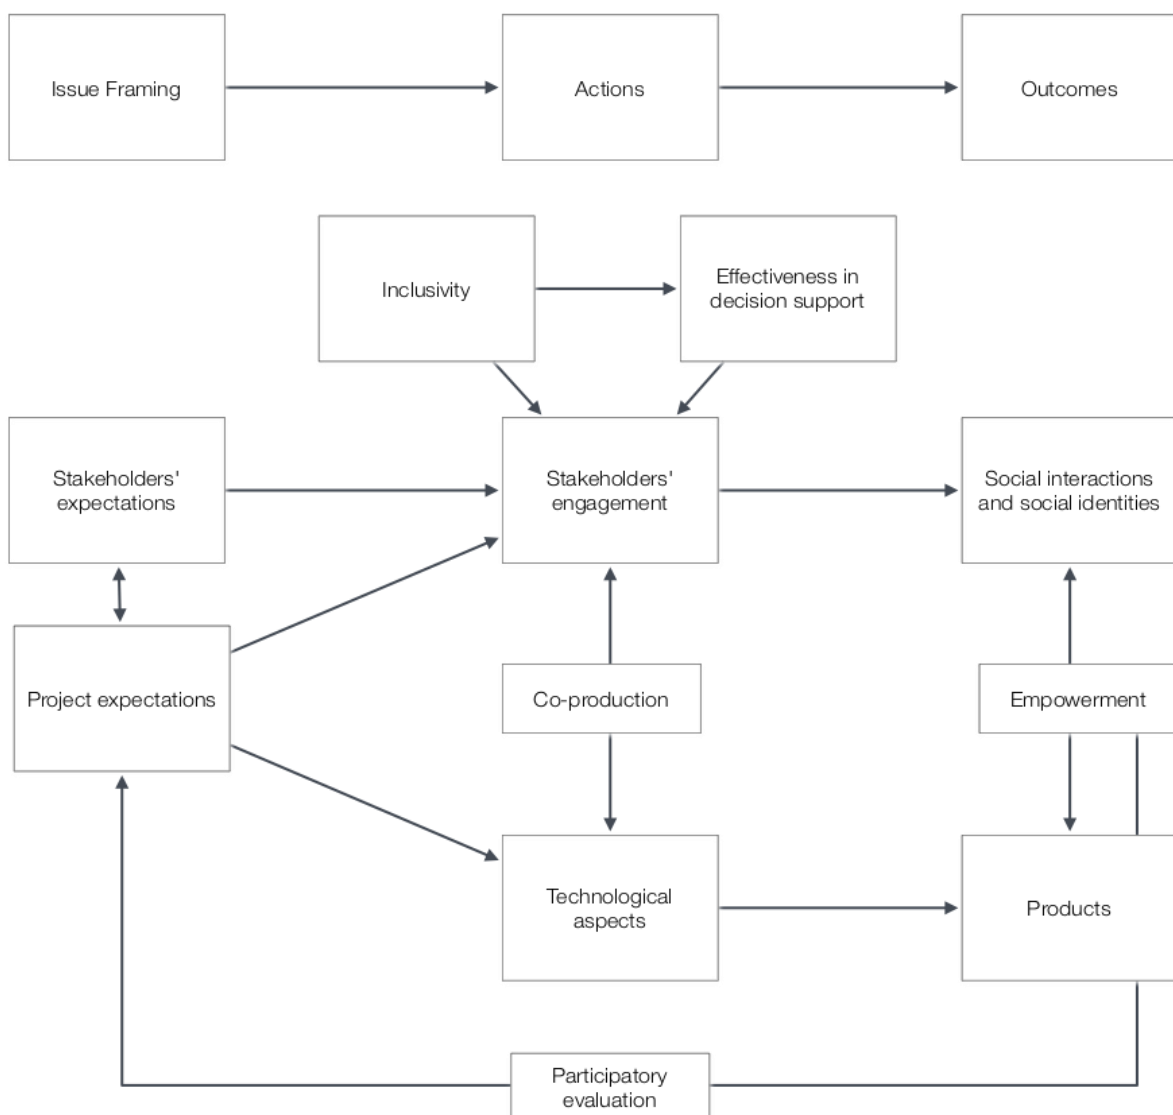 Issue Framing
Actions
Outcomes
Inclusivity
Effectiveness in
decision support
Stakeholders'
expectations
Stakeholders'
engagement
Social interactions
and social identities
Project expectations
Co-production
Empowerment
Technological
aspects
Products
Participatory
evaluation